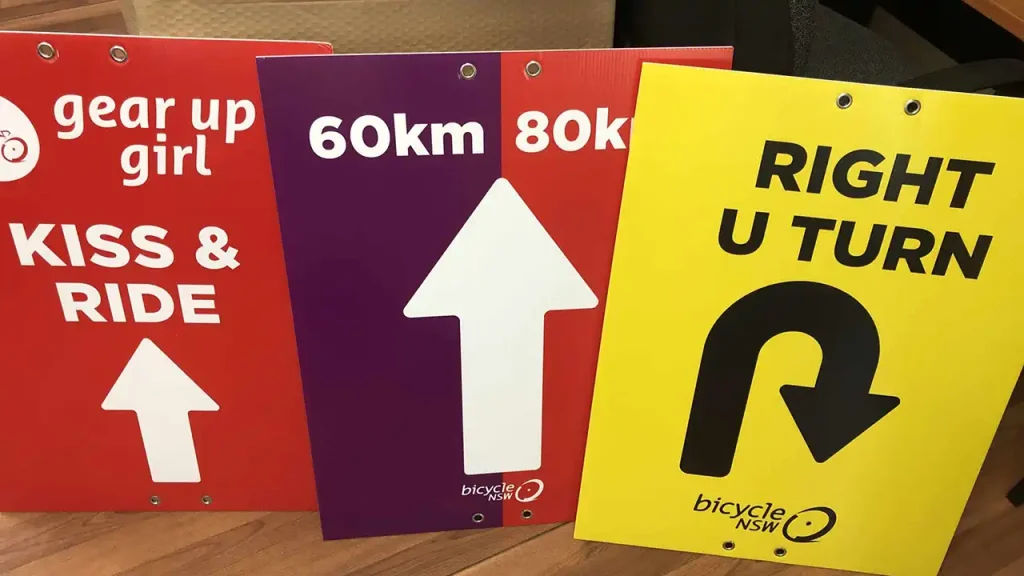 gear up
girl
KISS &
RIDE
60km
bicycle
NSW
RIGHT
U TURN
bicycle
NSW